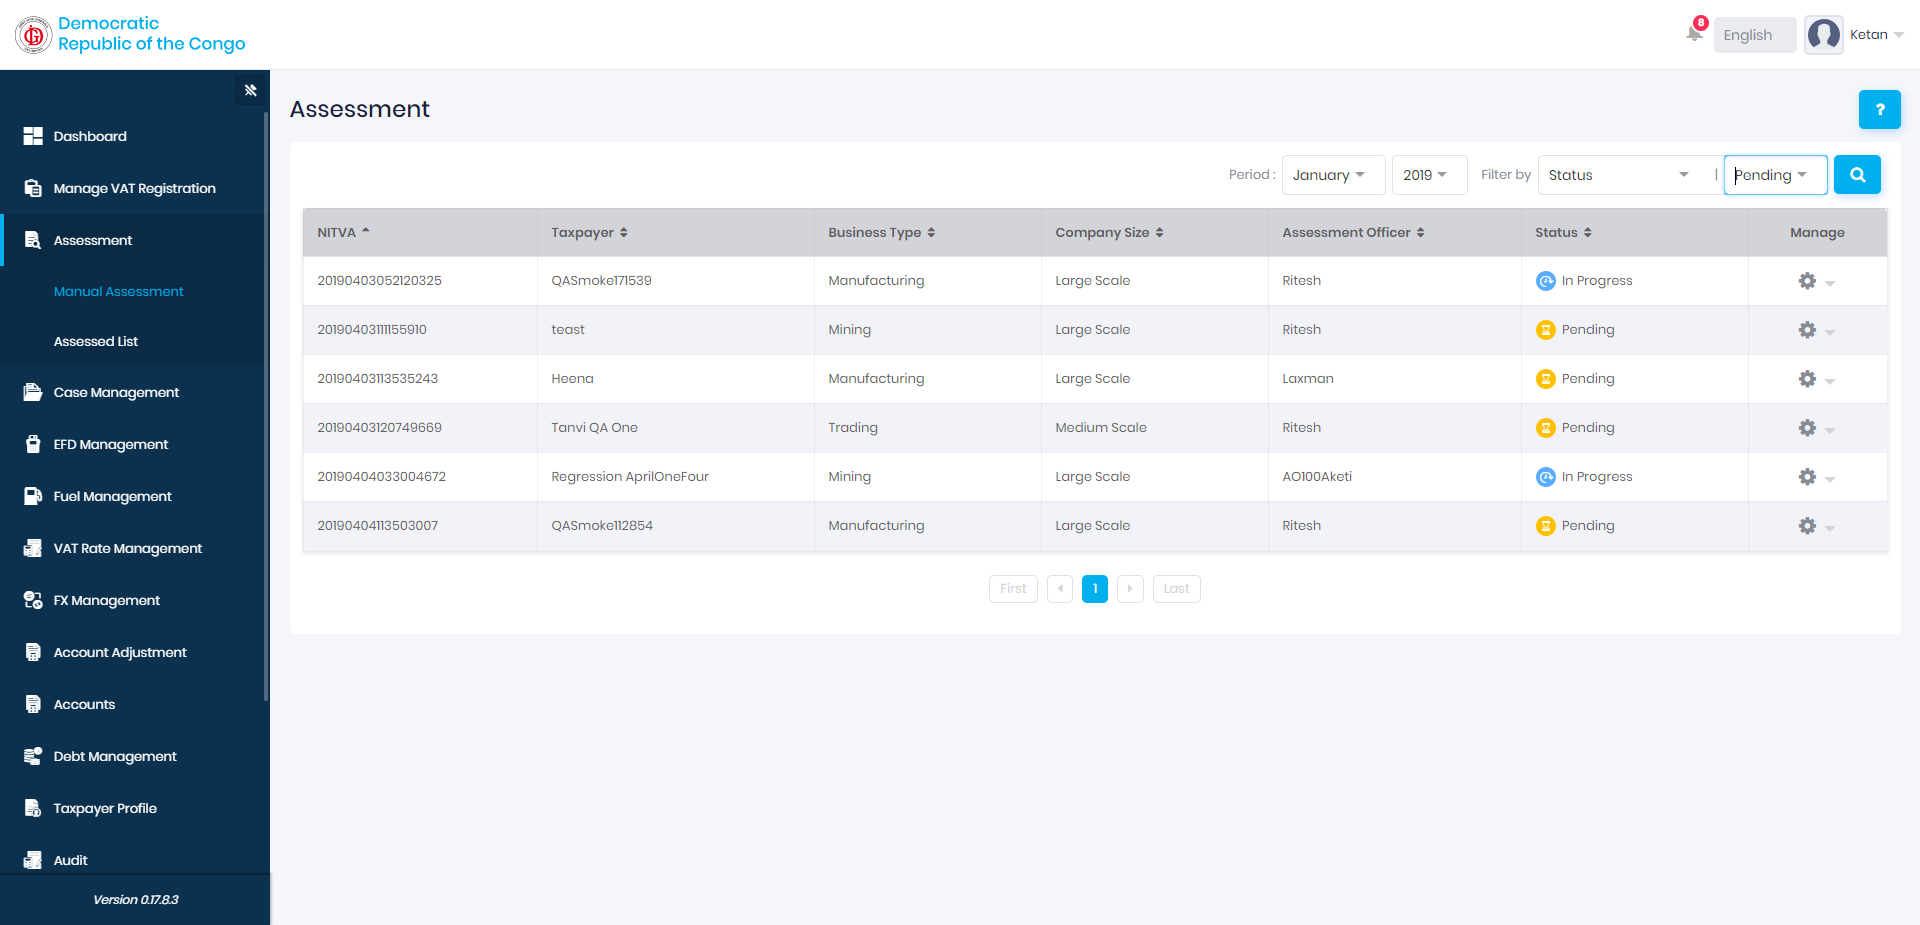 Democratic
Republic of the Congo
8
English
Ketan
Dashboard
Manage VAT Registration
Assessment
Manual Assessment
Assessed List
Case Management
EFD Management
Fuel Management
VAT Rate Management
FX Management
Account Adjustment
Accounts
Debt Management
Taxpayer Profile
Audit
Version 0.17.8.3
Assessment
?
Period : January 2019 Filter by Status | Pending
NITVA Taxpayer Business Type Company Size Assessment Officer Status Manage
20190403052120325 QASmoke171539 Manufacturing Large Scale Ritesh In Progress
20190403111155910 teast Mining Large Scale Ritesh Pending
20190403113535243 Heena Manufacturing Large Scale Laxman Pending
20190403120749669 Tanvi QA One Trading Medium Scale Ritesh Pending
20190404033004672 Regression AprilOneFour Mining Large Scale AO100Aketi In Progress
20190404113503007 QASmoke112854 Manufacturing Large Scale Ritesh Pending
First 1 Last